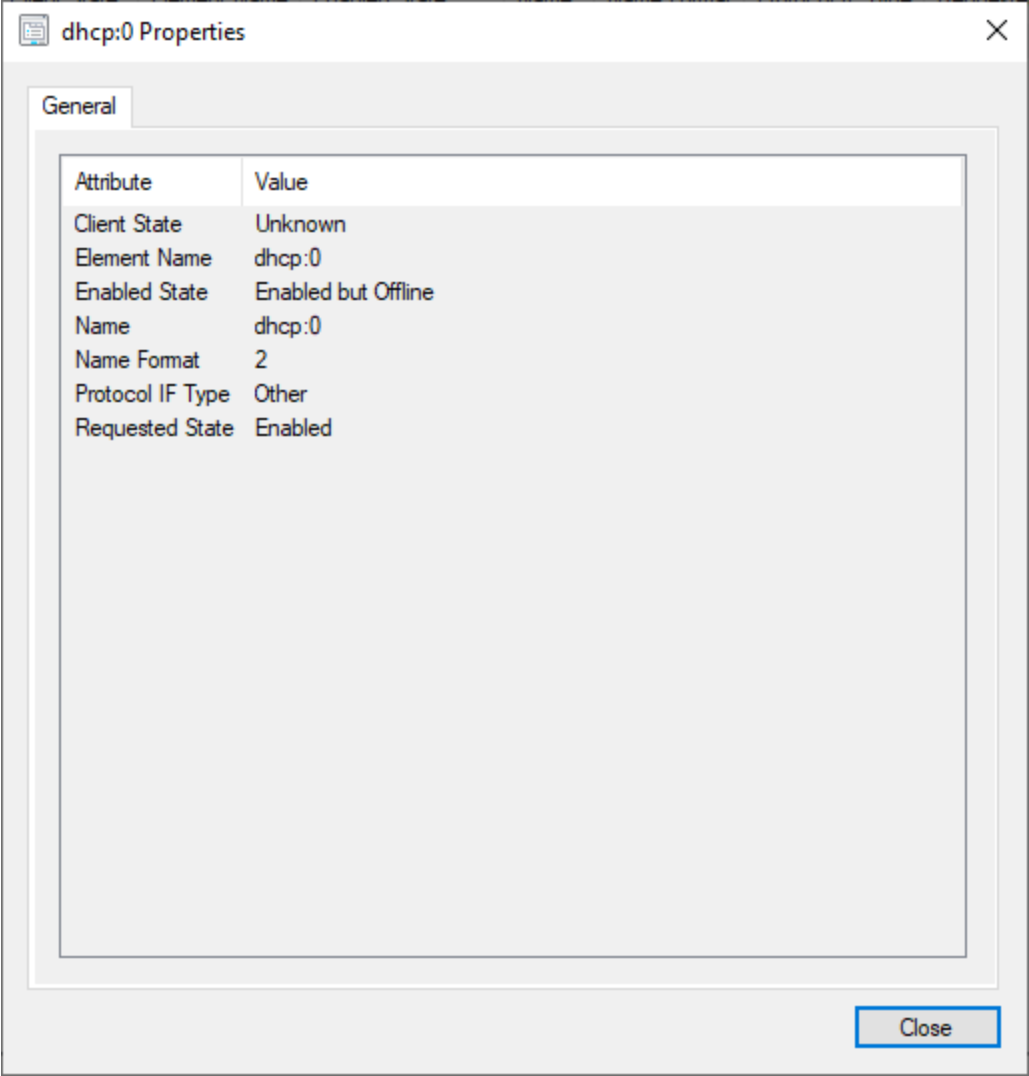 dhcp:0 Properties
General
Attribute Value
Client State Unknown
Element Name dhcp:0
Enabled State Enabled but Offline
Name dhcp:0
Name Format 2
Protocol IF Type Other
Requested State Enabled
Close